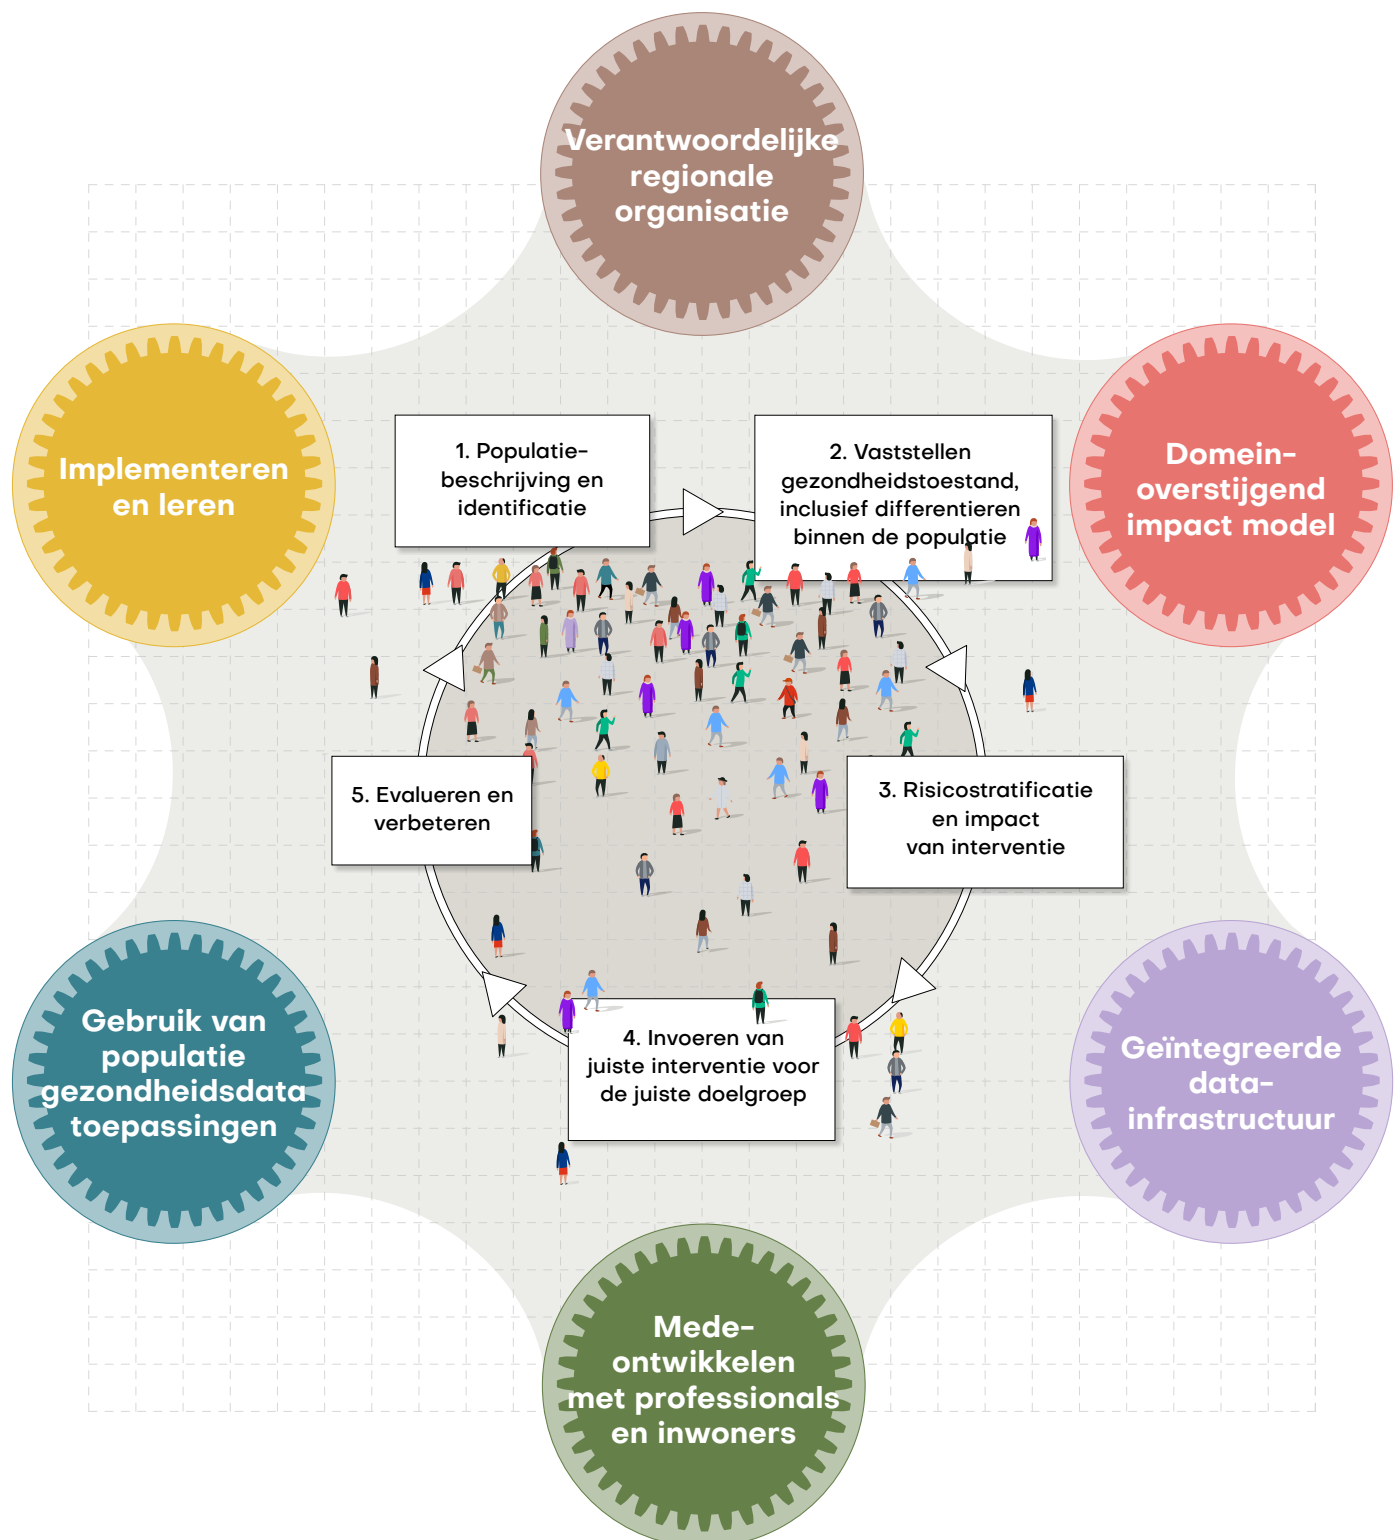 Verantwoordelijke
regionale
organisatie
Implementeren
en leren
Domein-
overstijgend
impact model
1. Populatie-
beschrijving en
identificatie
2. Vaststellen
gezondheidstoestand,
inclusief differentieren
binnen de populatie
5. Evalueren en
verbeteren
3. Risicostratificatie
en impact
van interventie
4. Invoeren van
juiste interventie voor
de juiste doelgroep
Gebruik van
populatie
gezondheidsdata
toepassingen
Geïntegreerde
data-
infrastructuur
Mede-
ontwikkelen
met professionals
en inwoners